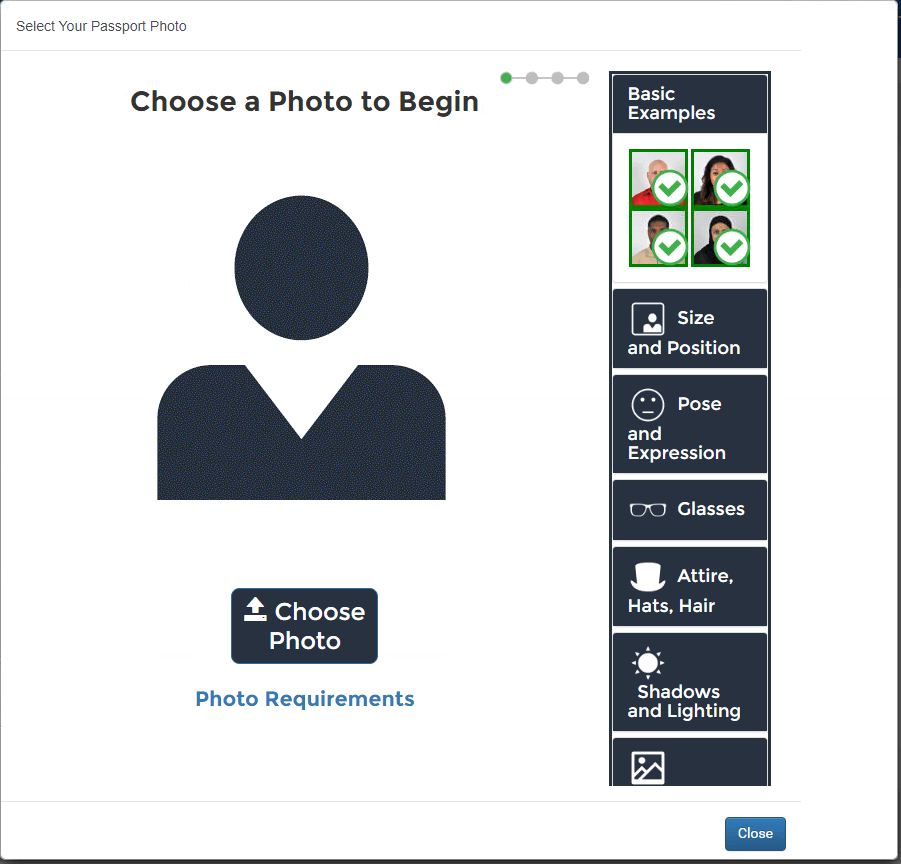 Select Your Passport Photo
Choose a Photo to Begin
Choose
Photo
Photo Requirements
Basic
Examples
Size
and Position
Pose
and
Expression
Glasses
Attire,
Hats, Hair
Shadows
and Lighting
Close